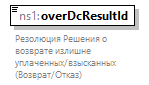 ns1:overDcResultId
Резолюция Решения о
возврате излишне
уплаченных/взысканных
(Возврат/Отказ)